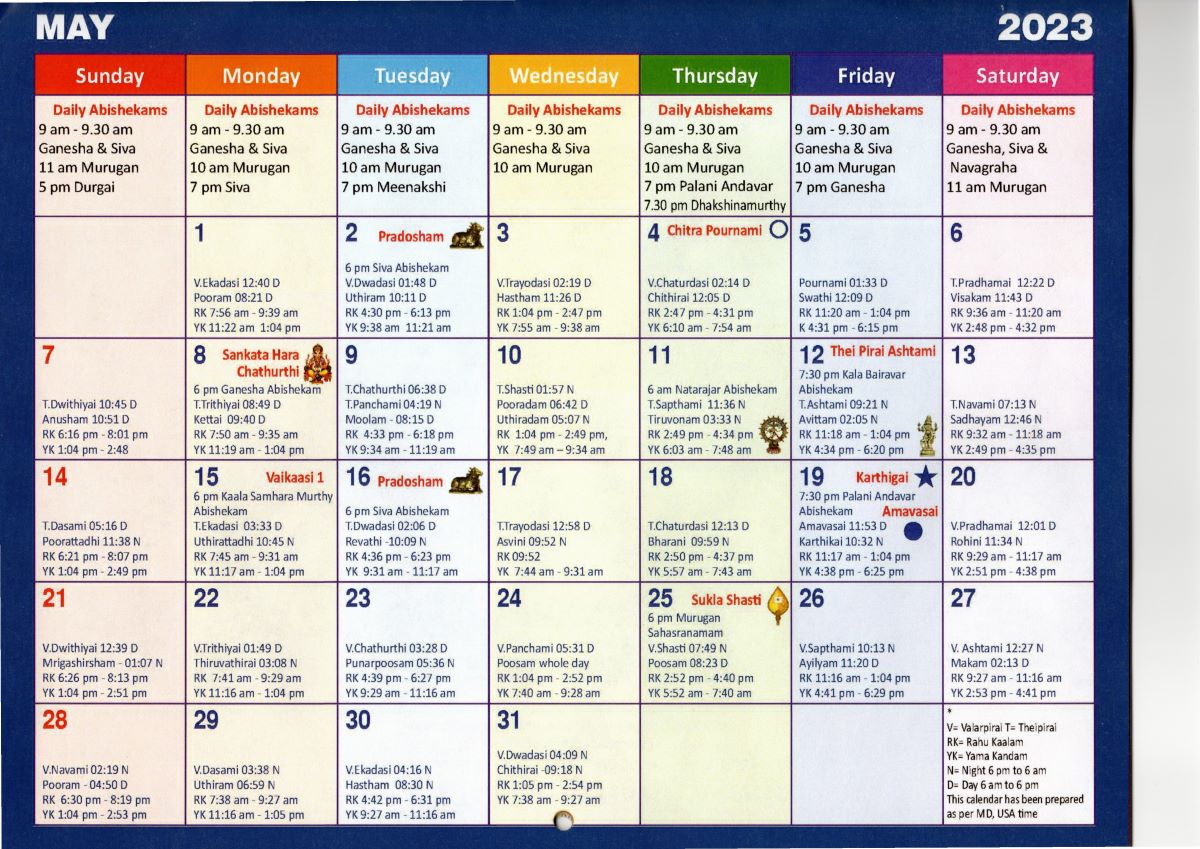 MAY 2023
Sunday Monday Tuesday Wednesday Thursday Friday Saturday
Daily Abishekams
9 am - 9.30 am
Ganesha & Siva
11 am Murugan
5 pm Durgai
Daily Abishekams
9 am - 9.30 am
Ganesha & Siva
10 am Murugan
7 pm Siva
Daily Abishekams
9 am - 9.30 am
Ganesha & Siva
10 am Murugan
7 pm Meenakshi
Daily Abishekams
9 am - 9.30 am
Ganesha & Siva
10 am Murugan
Daily Abishekams
9 am - 9.30 am
Ganesha & Siva
10 am Murugan
7 pm Palani Andavar
7.30 pm Dhakshinamurthy
Daily Abishekams
9 am - 9.30 am
Ganesha & Siva
10 am Murugan
7 pm Ganesha
Daily Abishekams
9 am - 9.30 am
Ganesha, Siva &
Navagraha
11 am Murugan
1
V.Ekadasi 12:40 D
Pooram 08:21 D
RK 7:56 am - 9:39 am
YK 11:22 am 1:04 pm
2 Pradosham
6 pm Siva Abishekam
V.Dwadasi 01:48 D
Uthiram 10:11 D
RK 4:30 pm - 6:13 pm
YK 9:38 am 11:21 am
3
V.Trayodasi 02:19 D
Hastham 11:26 D
RK 1:04 pm - 2:47 pm
YK 7:55 am - 9:38 am
4 Chitra Pournami
V.Chaturdasi 02:14 D
Chithirai 12:05 D
RK 2:47 pm - 4:31 pm
YK 6:10 am - 7:54 am
5
Pournami 01:33 D
Swathi 12:09 D
RK 11:20 am - 1:04 pm
K 4:31 pm - 6:15 pm
6
T.Pradhamai 12:22 D
Visakam 11:43 D
RK 9:36 am - 11:20 am
YK 2:48 pm - 4:32 pm
7
T.Dwithiyai 10:45 D
Anusham 10:51 D
RK 6:16 pm - 8:01 pm
YK 1:04 pm - 2:48
8 Sankata Hara
Chathurthi
6 pm Ganesha Abishekam
T.Trithiyai 08:49 D
Kettai 09:40 D
RK 7:50 am - 9:35 am
YK 11:19 am - 1:04 pm
9
T.Chathurthi 06:38 D
T.Panchami 04:19 N
Moolam - 08:15 D
RK 4:33 pm - 6:18 pm
YK 9:34 am - 11:19 am
10
T.Shasti 01:57 N
Pooradam 06:42 D
Uthiradam 05:07 N
RK 1:04 pm - 2:49 pm,
YK 7:49 am – 9:34 am
11
6 am Natarajar Abishekam
T.Sapthami 11:36 N
Tiruvonam 03:33 N
RK 2:49 pm - 4:34 pm
YK 6:03 am - 7:48 am
12 Thei Pirai Ashtami
7:30 pm Kala Bairavar
Abishekam
T.Ashtami 09:21 N
Avittam 02:05 N
RK 11:18 am - 1:04 pm
YK 4:34 pm - 6:20 pm
13
T.Navami 07:13 N
Sadhayam 12:46 N
RK 9:32 am - 11:18 am
YK 2:49 pm - 4:35 pm
14
T.Dasami 05:16 D
Poorattadhi 11:38 N
RK 6:21 pm - 8:07 pm
YK 1:04 pm - 2:49 pm
15 Vaikaasi 1
6 pm Kaala Samhara Murthy
Abishekam
T.Ekadasi 03:33 D
Uthirattadhi 10:45 N
RK 7:45 am - 9:31 am
YK 11:17 am - 1:04 pm
16 Pradosham
6 pm Siva Abishekam
T.Dwadasi 02:06 D
Revathi -10:09 N
RK 4:36 pm - 6:23 pm
YK 9:31 am - 11:17 am
17
T.Trayodasi 12:58 D
Asvini 09:52 N
RK 09:52
YK 7:44 am - 9:31 am
18
T.Chaturdasi 12:13 D
Bharani 09:59 N
RK 2:50 pm - 4:37 pm
YK 5:57 am - 7:43 am
19 Karthigai
7:30 pm Palani Andavar
Abishekam Amavasai
Amavasai 11:53 D
Karthikai 10:32 N
RK 11:17 am - 1:04 pm
YK 4:38 pm - 6:25 pm
20
V.Pradhamai 12:01 D
Rohini 11:34 N
RK 9:29 am - 11:17 am
YK 2:51 pm - 4:38 pm
21
V.Dwithiyai 12:39 D
Mrigashirsham - 01:07 N
RK 6:26 pm - 8:13 pm
YK 1:04 pm - 2:51 pm
22
V.Trithiyai 01:49 D
Thiruvathirai 03:08 N
RK 7:41 am - 9:29 am
YK 11:16 am - 1:04 pm
23
V.Chathurthi 03:28 D
Punarpoosam 05:36 N
RK 4:39 pm - 6:27 pm
YK 9:29 am - 11:16 am
24
V.Panchami 05:31 D
Poosam whole day
RK 1:04 pm - 2:52 pm
YK 7:40 am - 9:28 am
25 Sukla Shasti
6 pm Murugan
Sahasranamam
V.Shasti 07:49 N
Poosam 08:23 D
RK 2:52 pm - 4:40 pm
YK 5:52 am - 7:40 am
26
V.Sapthami 10:13 N
Ayilyam 11:20 D
RK 11:16 am - 1:04 pm
YK 4:41 pm - 6:29 pm
27
V. Ashtami 12:27 N
Makam 02:13 D
RK 9:27 am - 11:16 am
YK 2:53 pm - 4:41 pm
28
V.Navami 02:19 N
Pooram - 04:50 D
RK 6:30 pm - 8:19 pm
YK 1:04 pm - 2:53 pm
29
V.Dasami 03:38 N
Uthiram 06:59 N
RK 7:38 am - 9:27 am
YK 11:16 am - 1:05 pm
30
V.Ekadasi 04:16 N
Hastham 08:30 N
RK 4:42 pm - 6:31 pm
YK 9:27 am - 11:16 am
31
V.Dwadasi 04:09 N
Chithirai -09:18 N
RK 1:05 pm - 2:54 pm
YK 7:38 am - 9:27 am
*
V= Valarpirai T= Theipirai
RK= Rahu Kaalam
YK= Yama Kandam
N= Night 6 pm to 6 am
D= Day 6 am to 6 pm
This calendar has been prepared
as per MD, USA time